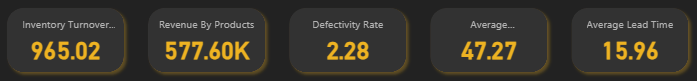 Inventory Turnover...
965.02
Revenue By Products
577.60K
Defectivity Rate
2.28
Average...
47.27
Average Lead Time
15.96